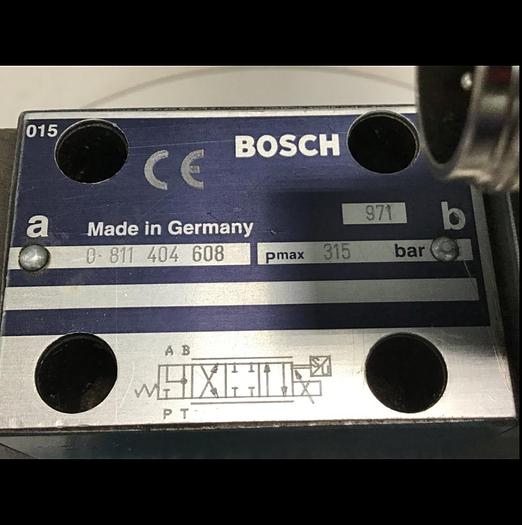 015
BOSCH
CE
971
a
b
Made in Germany
0 811 404 608
pmax 315 bar
A B
S/U
P T